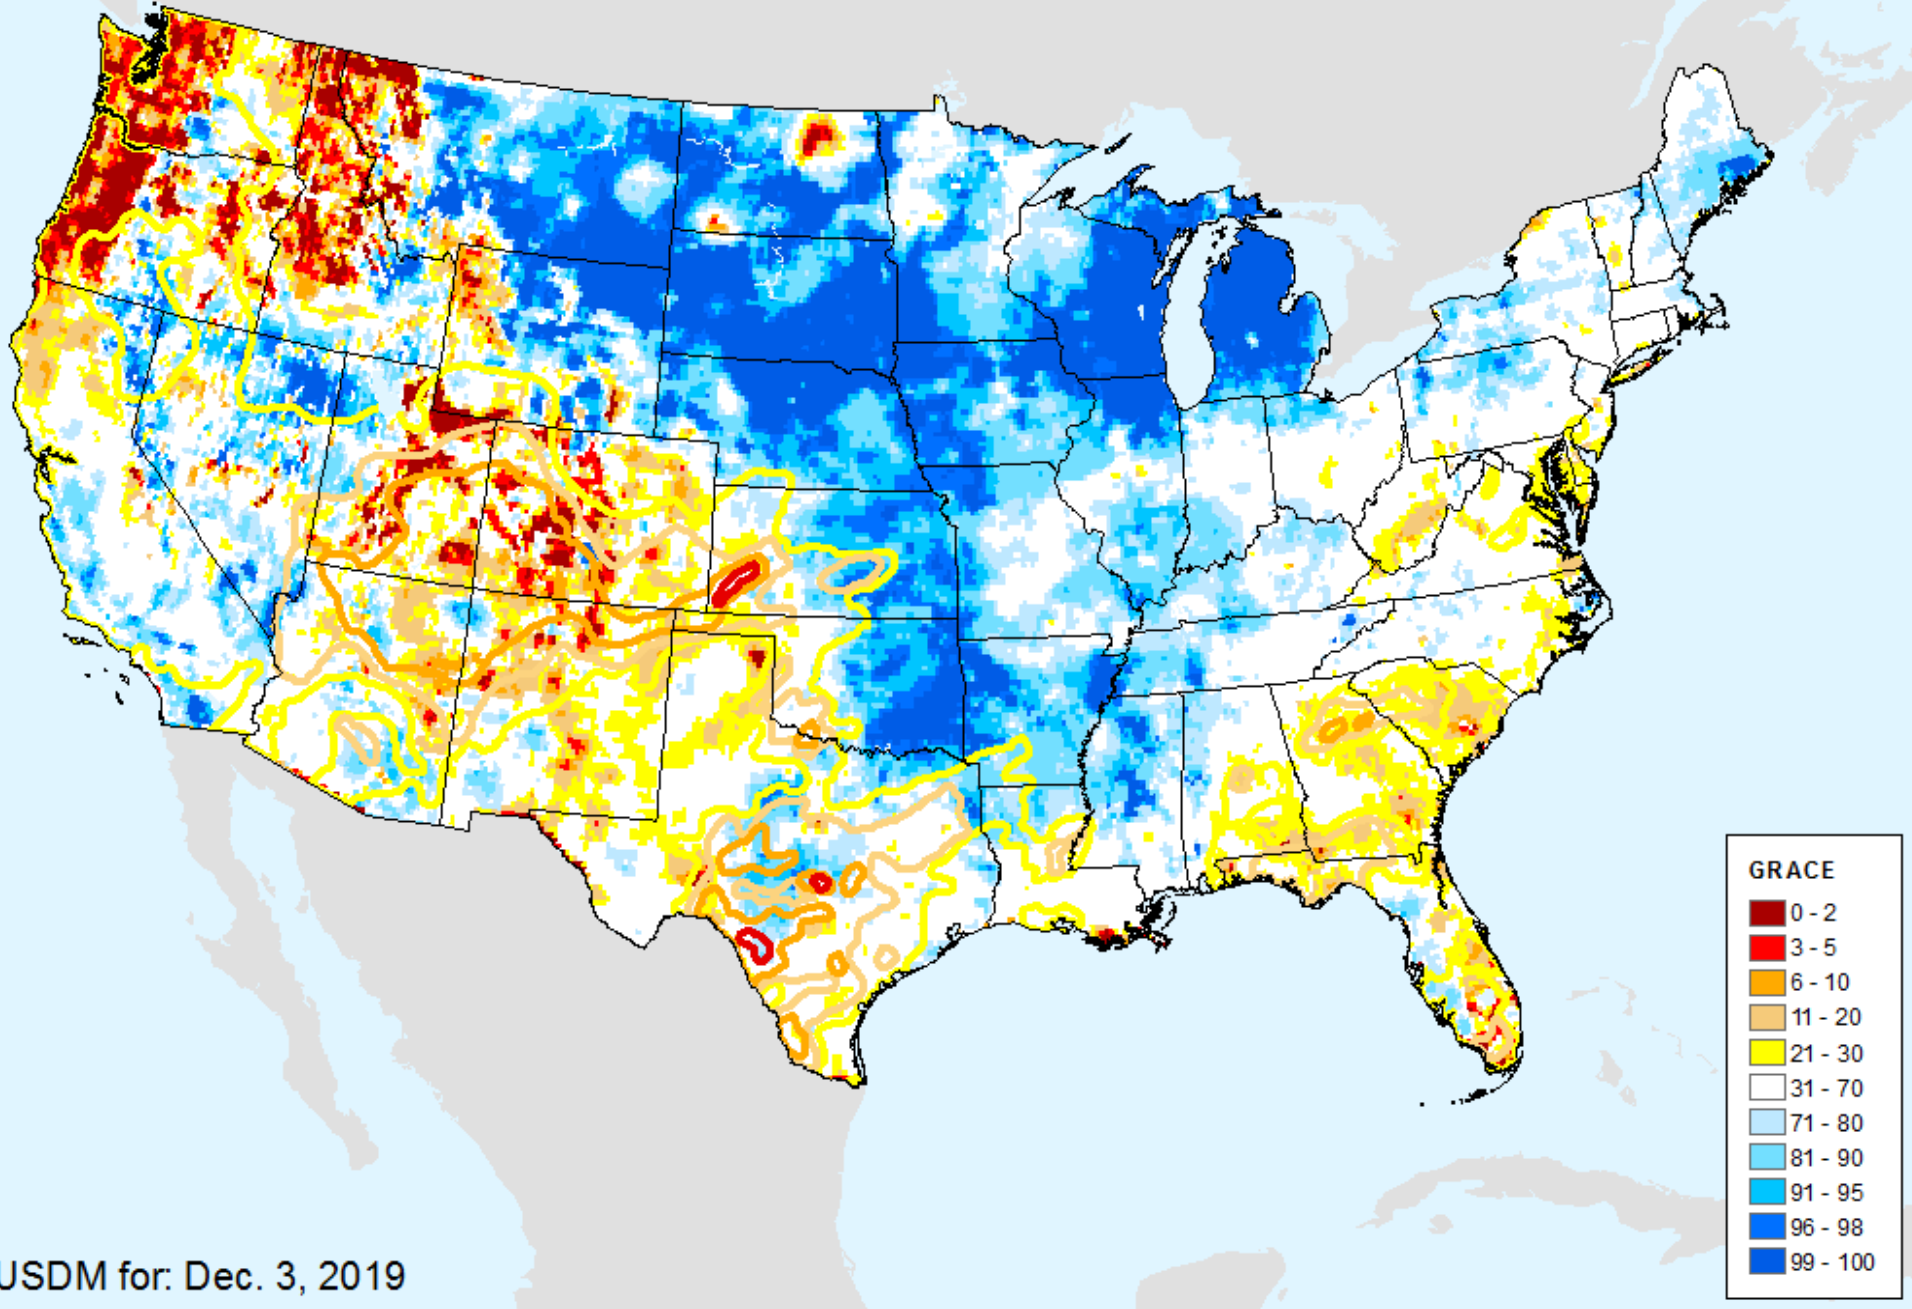 GRACE
0 - 2
3 - 5
6 - 10
11 - 20
21 - 30
31 - 70
71 - 80
81 - 90
91 - 95
96 - 98
99 - 100
USDM for: Dec. 3, 2019